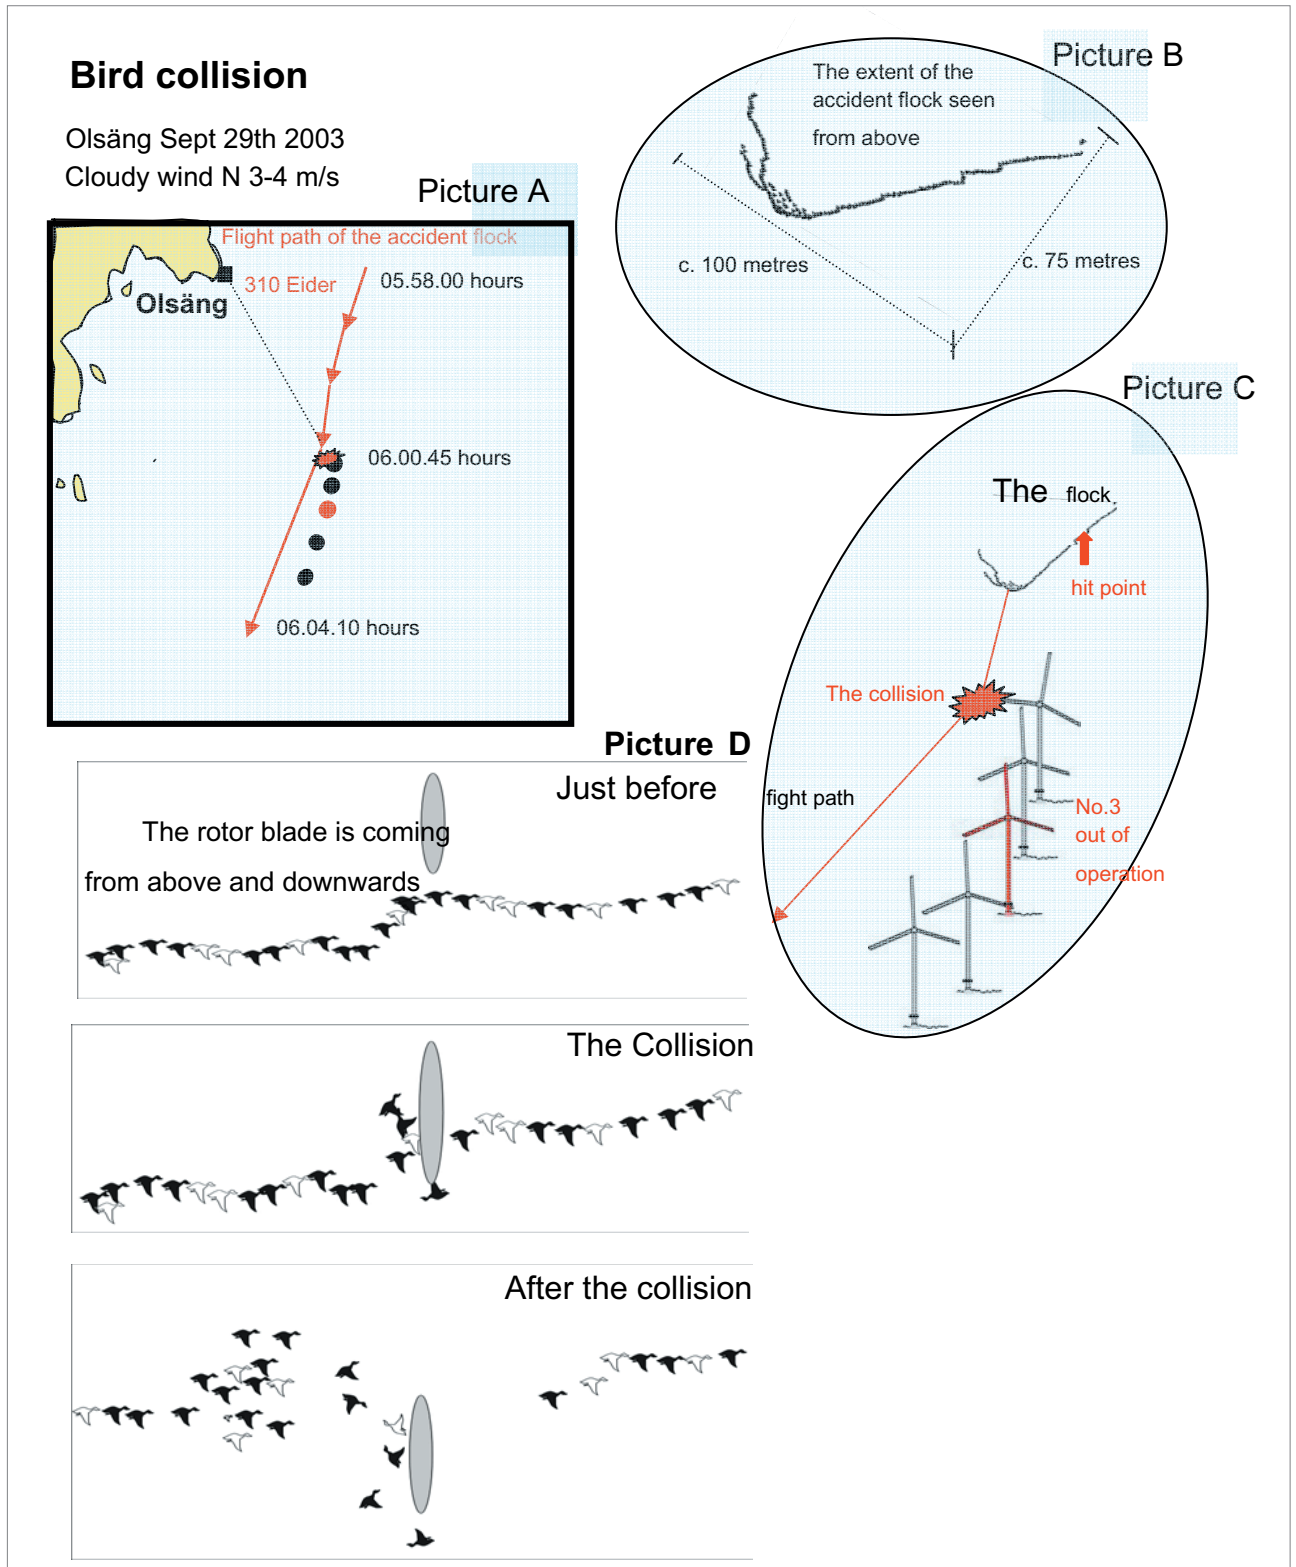 Bird collision
Olsäng Sept 29th 2003
Cloudy wind N 3-4 m/s
Picture A
Flight path of the accident flock
310 Eider
05.58.00 hours
Olsäng
06.00.45 hours
06.04.10 hours
Picture B
The extent of the
accident flock seen
from above
c. 100 metres
c. 75 metres
Picture C
The flock
hit point
The collision
fight path
No.3
out of
operation
Picture D
Just before
The rotor blade is coming
from above and downwards
The Collision
After the collision